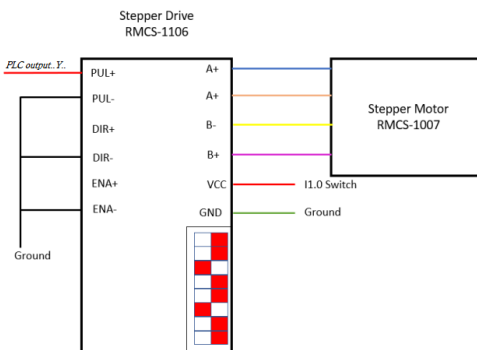 Stepper Drive
RMCS-1106
PLC output..Y..
PUL+
PUL-
DIR+
DIR-
ENA+
ENA-
Ground
A+
A+
B-
B+
VCC
GND
I1.0 Switch
Ground
Stepper Motor
RMCS-1007